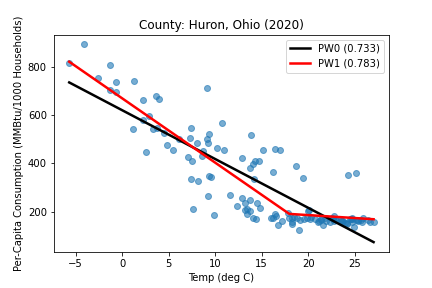 County: Huron, Ohio (2020)
PW0 (0.733)
PW1 (0.783)
Per-Capita Consumption (MMBtu/1000 Households)
800
600
400
200
−5 0 5 10 15 20 25
Temp (deg C)